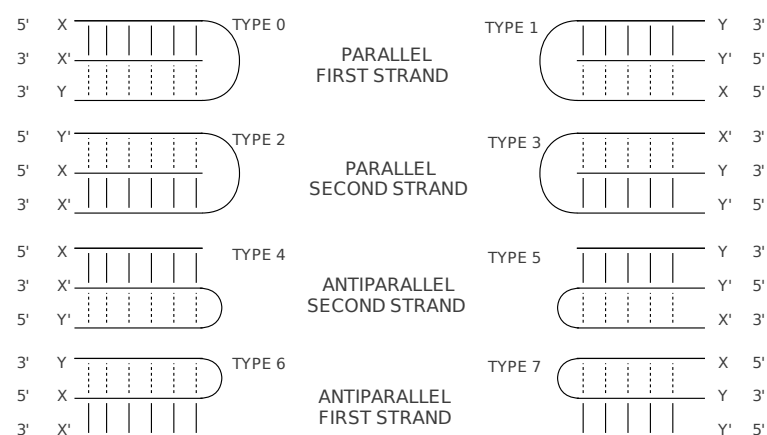 5' X TYPE 0 TYPE 1 Y 3'
3' X' PARALLEL Y' 5'
FIRST STRAND
3' Y X 5'
5' Y' TYPE 2 TYPE 3 X' 3'
5' X PARALLEL Y 3'
SECOND STRAND
3' X' Y' 5'
5' X TYPE 4 TYPE 5 Y 3'
3' X' ANTIPARALLEL Y' 5'
SECOND STRAND
5' Y' X' 3'
3' Y TYPE 6 TYPE 7 X 5'
5' X ANTIPARALLEL Y 3'
FIRST STRAND
3' X' Y' 5'